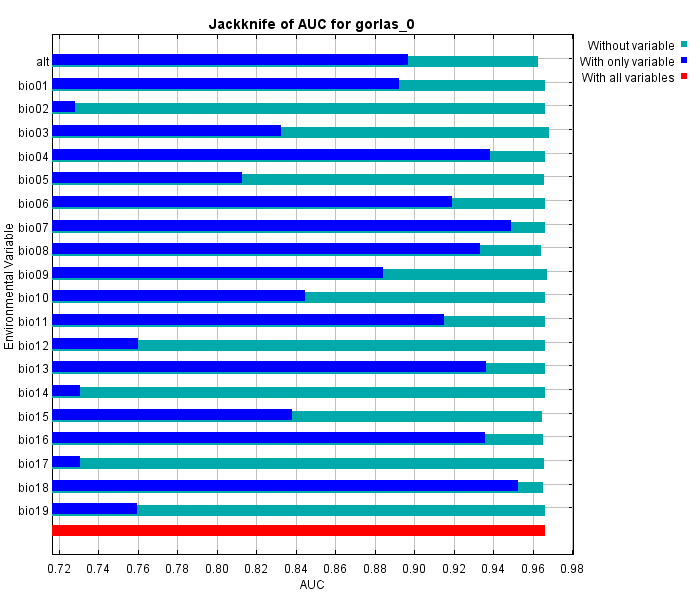 Jackknife of AUC for gorlas_0
Without variable
With only variable
With all variables
Environmental Variable
alt
bio01
bio02
bio03
bio04
bio05
bio06
bio07
bio08
bio09
bio10
bio11
bio12
bio13
bio14
bio15
bio16
bio17
bio18
bio19
0.72 0.74 0.76 0.78 0.80 0.82 0.84 0.86 0.88 0.90 0.92 0.94 0.96 0.98
AUC